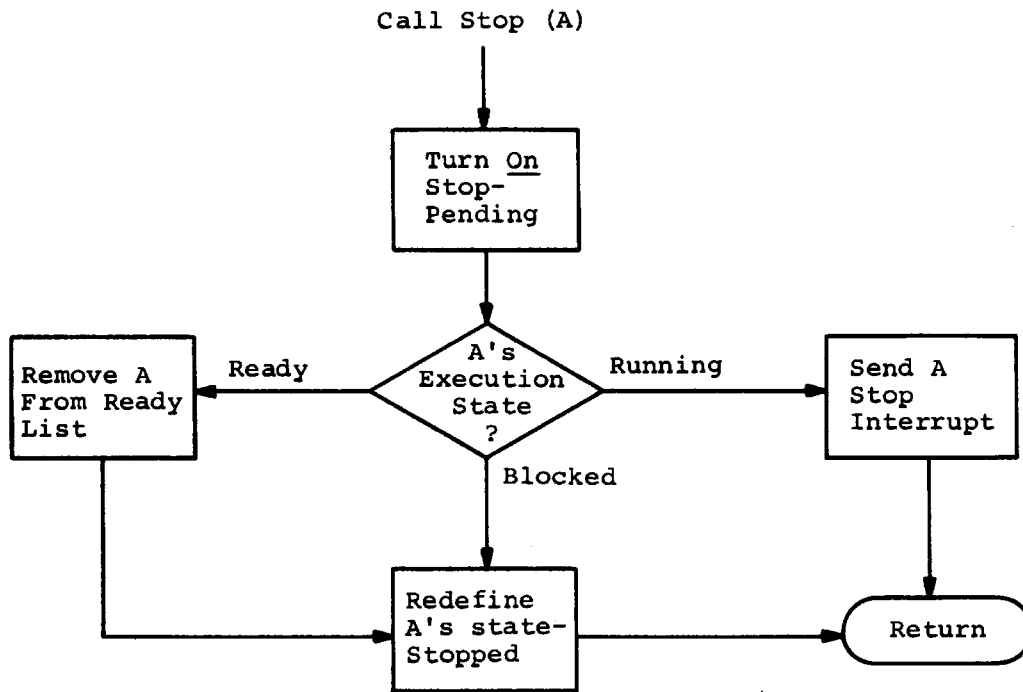 Call Stop (A)
Turn On
Stop-
Pending
A's
Execution
State
?
Ready
Running
Blocked
Remove A
From Ready
List
Send A
Stop
Interrupt
Redefine
A's state-
Stopped
Return